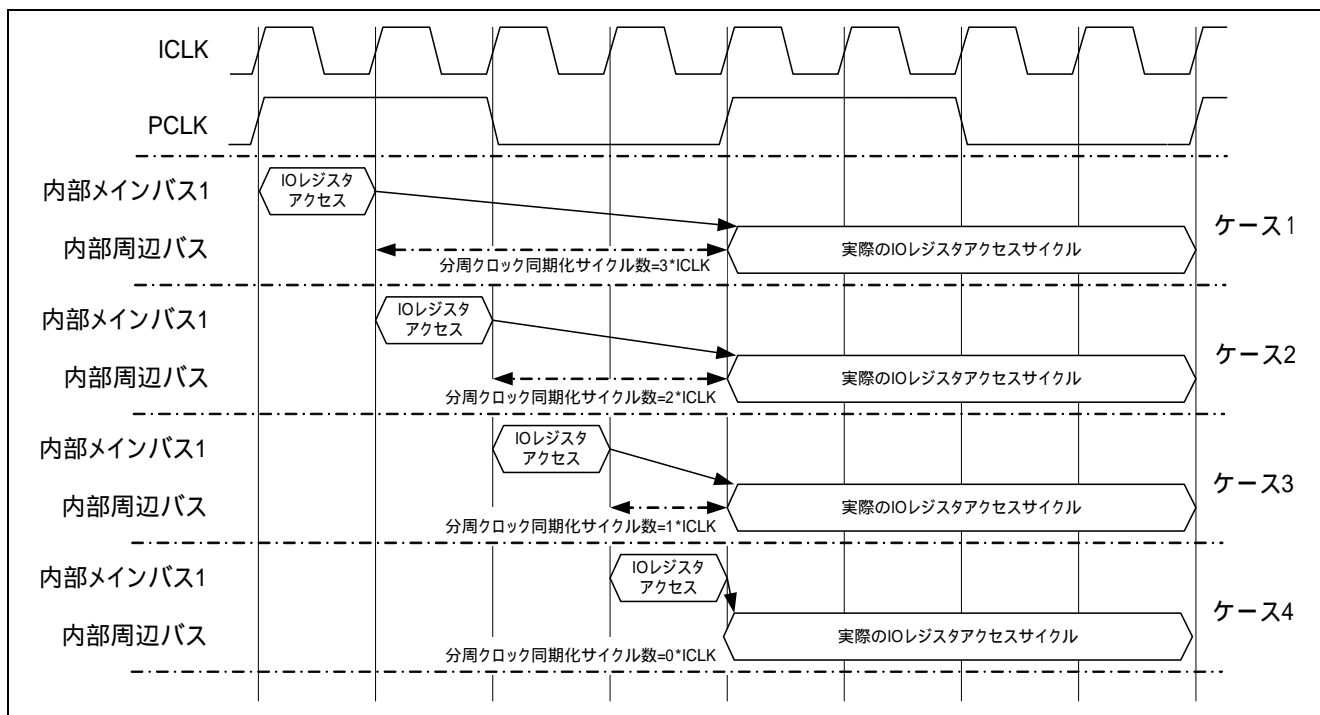 ICLK
PCLK
内部メインバス1
IOレジスタ
アクセス
内部周辺バス
分周クロック同期化サイクル数=3*ICLK
実際のIOレジスタアクセスサイクル
ケース1
内部メインバス1
IOレジスタ
アクセス
内部周辺バス
分周クロック同期化サイクル数=2*ICLK
実際のIOレジスタアクセスサイクル
ケース2
内部メインバス1
IOレジスタ
アクセス
内部周辺バス
分周クロック同期化サイクル数=1*ICLK
実際のIOレジスタアクセスサイクル
ケース3
内部メインバス1
IOレジスタ
アクセス
内部周辺バス
分周クロック同期化サイクル数=0*ICLK
実際のIOレジスタアクセスサイクル
ケース4